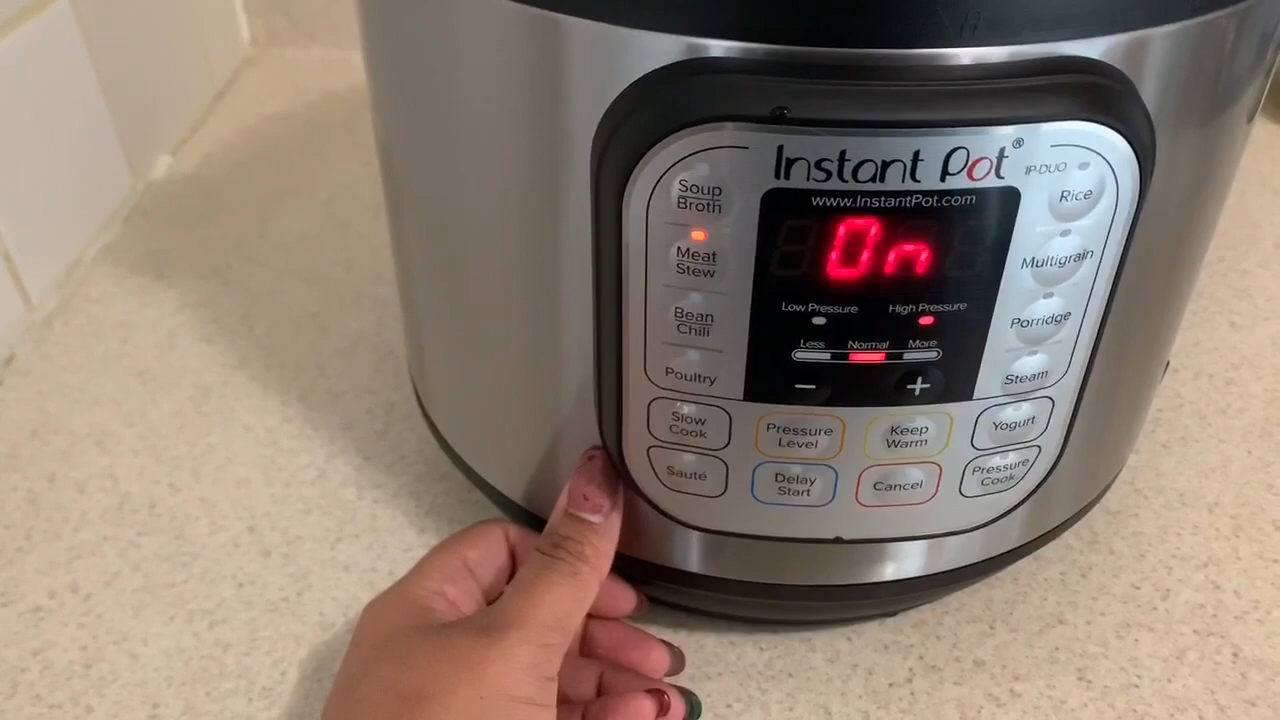 Instant Pot®
IP-DUO
www.InstantPot.com
On
Low Pressure
High Pressure
Less
Normal
More
−
+
Soup
Broth
Meat
Stew
Bean
Chili
Poultry
Rice
Multigrain
Porridge
Steam
Slow
Cook
Pressure
Level
Keep
Warm
Yogurt
Sauté
Delay
Start
Cancel
Pressure
Cook